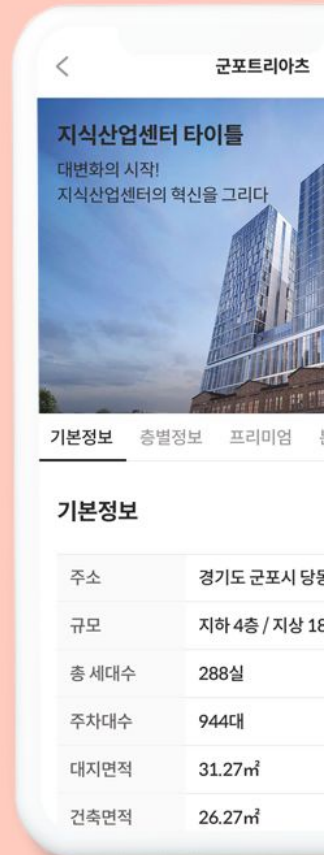 군포트리아츠
지식산업센터 타이틀
대변화의 시작!
지식산업센터의 혁신을 그리다
기본정보 층별정보 프리미엄
기본정보
주소 경기도 군포시 당동
규모 지하 4층 / 지상 18
총 세대수 288실
주차대수 944대
대지면적 31.27㎡
건축면적 26.27㎡